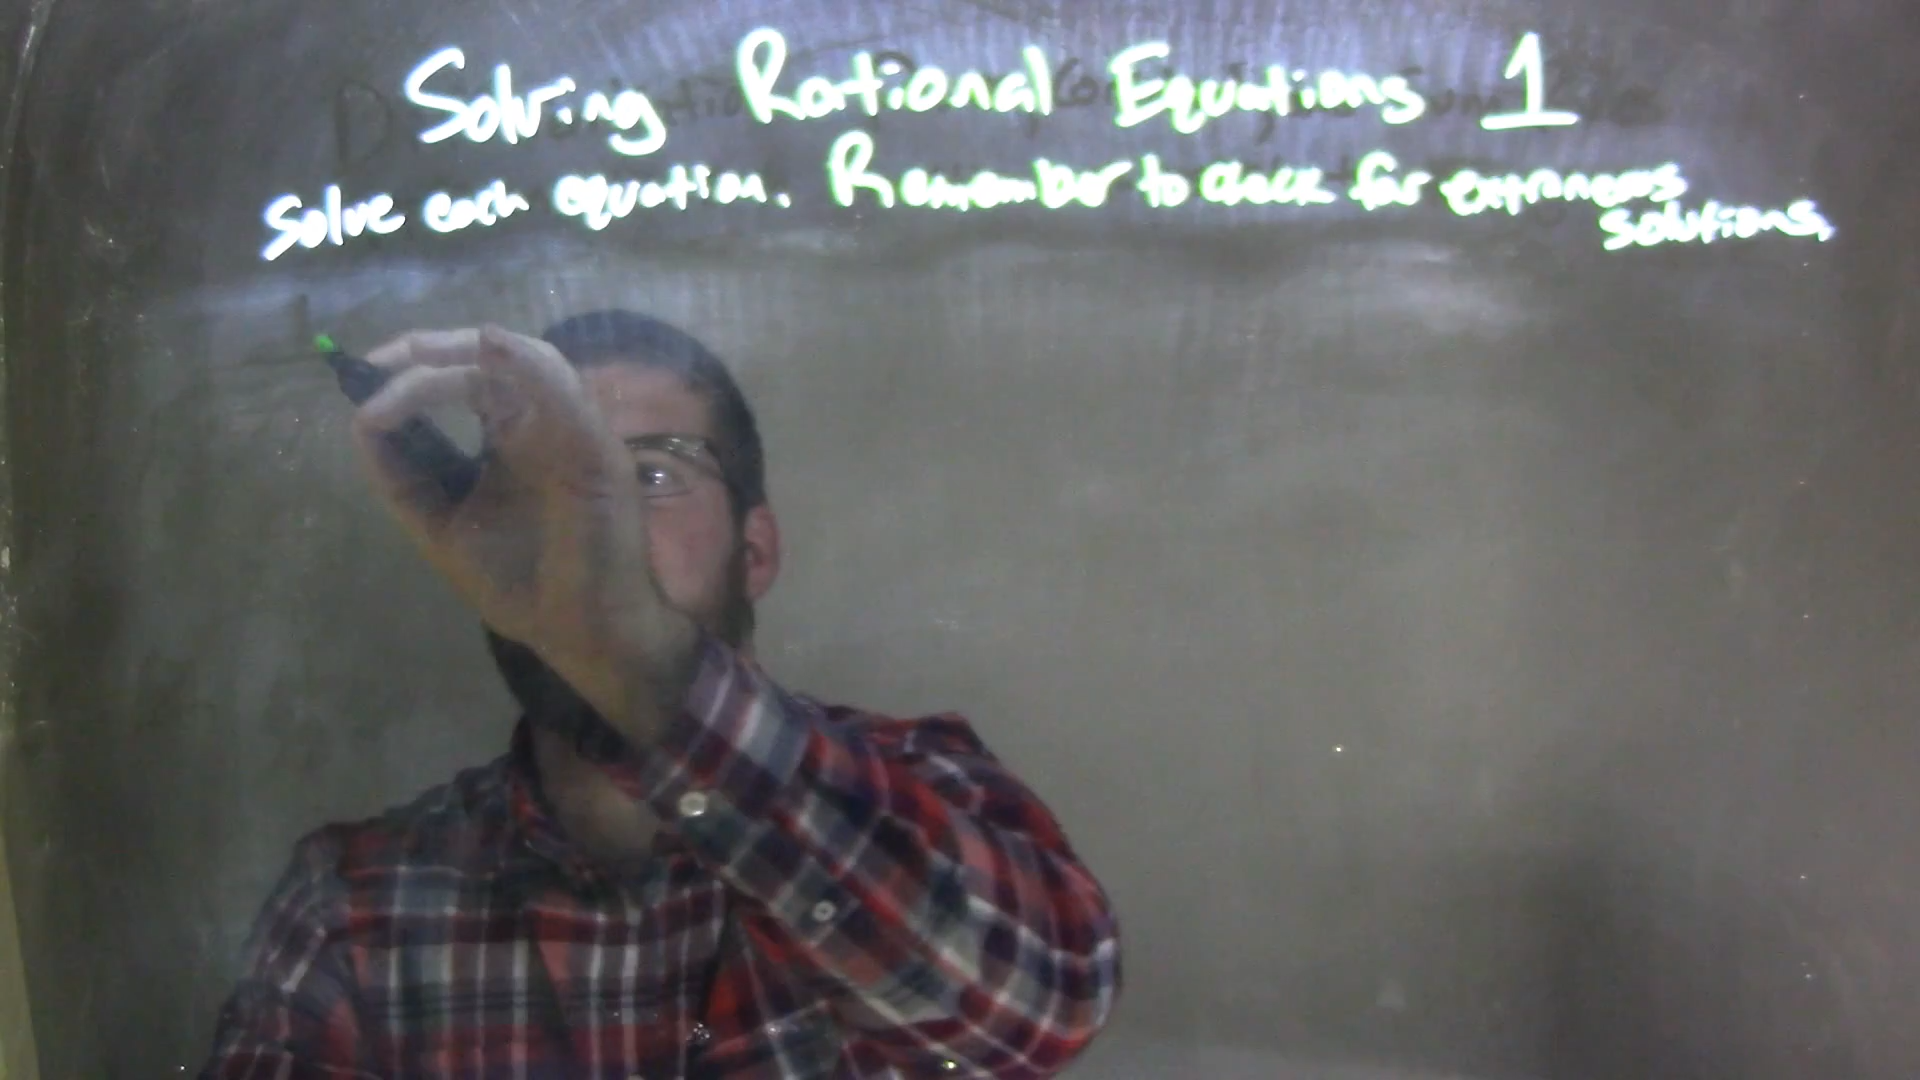 Solving Rational Equations 1
Solve each equation. Remember to check for extraneous
solutions.